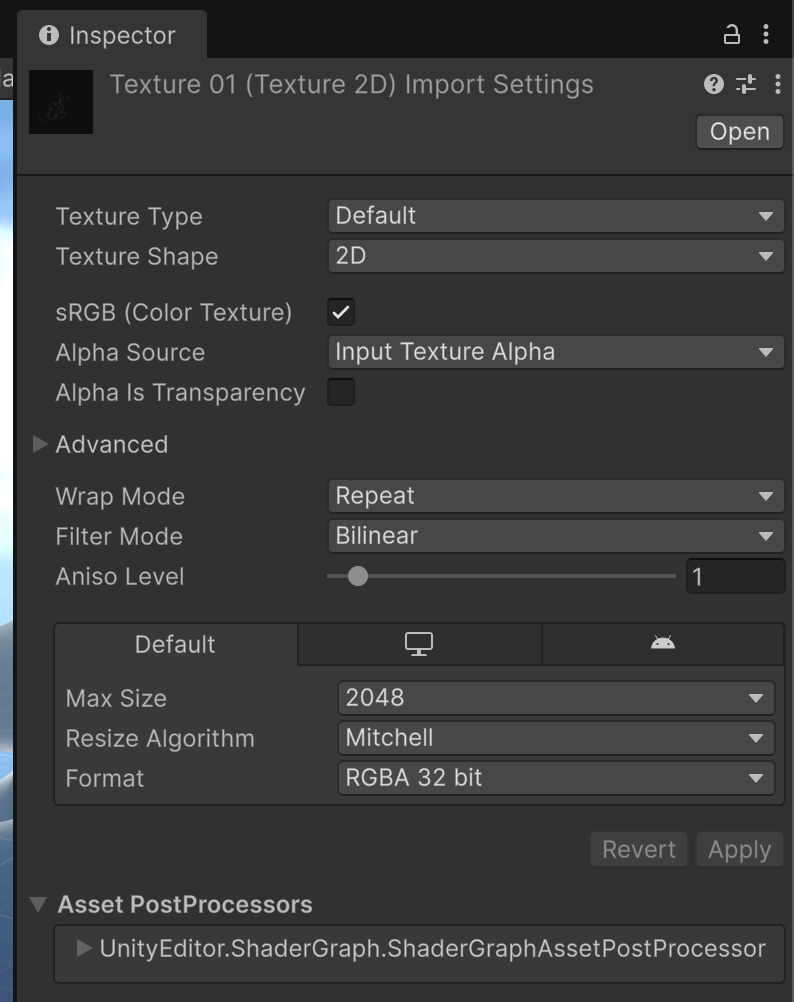 Inspector
Texture 01 (Texture 2D) Import Settings
Open
Texture Type Default
Texture Shape 2D
sRGB (Color Texture)
Alpha Source Input Texture Alpha
Alpha Is Transparency
Advanced
Wrap Mode Repeat
Filter Mode Bilinear
Aniso Level 1
Default
Max Size 2048
Resize Algorithm Mitchell
Format RGBA 32 bit
Revert Apply
Asset PostProcessors
UnityEditor.ShaderGraph.ShaderGraphAssetPostProcessor